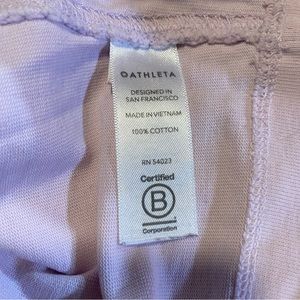 ATHLETA
DESIGNED IN
SAN FRANCISCO
MADE IN VIETNAM
100% COTTON
RN 54023
Certified
B
Corporation